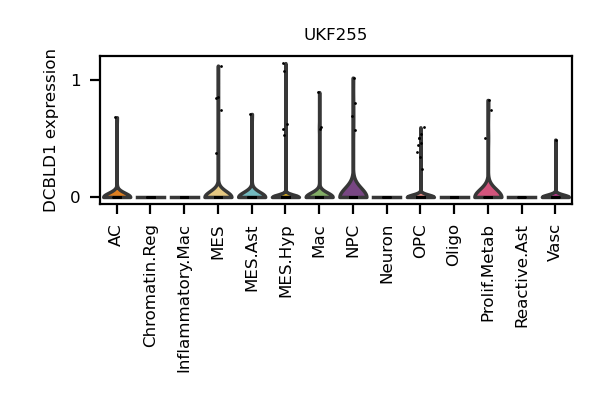 UKF255
DCBLD1 expression
1
0
AC
Chromatin.Reg
Inflammatory.Mac
MES
MES.Ast
MES.Hyp
Mac
NPC
Neuron
OPC
Oligo
Prolif.Metab
Reactive.Ast
Vasc